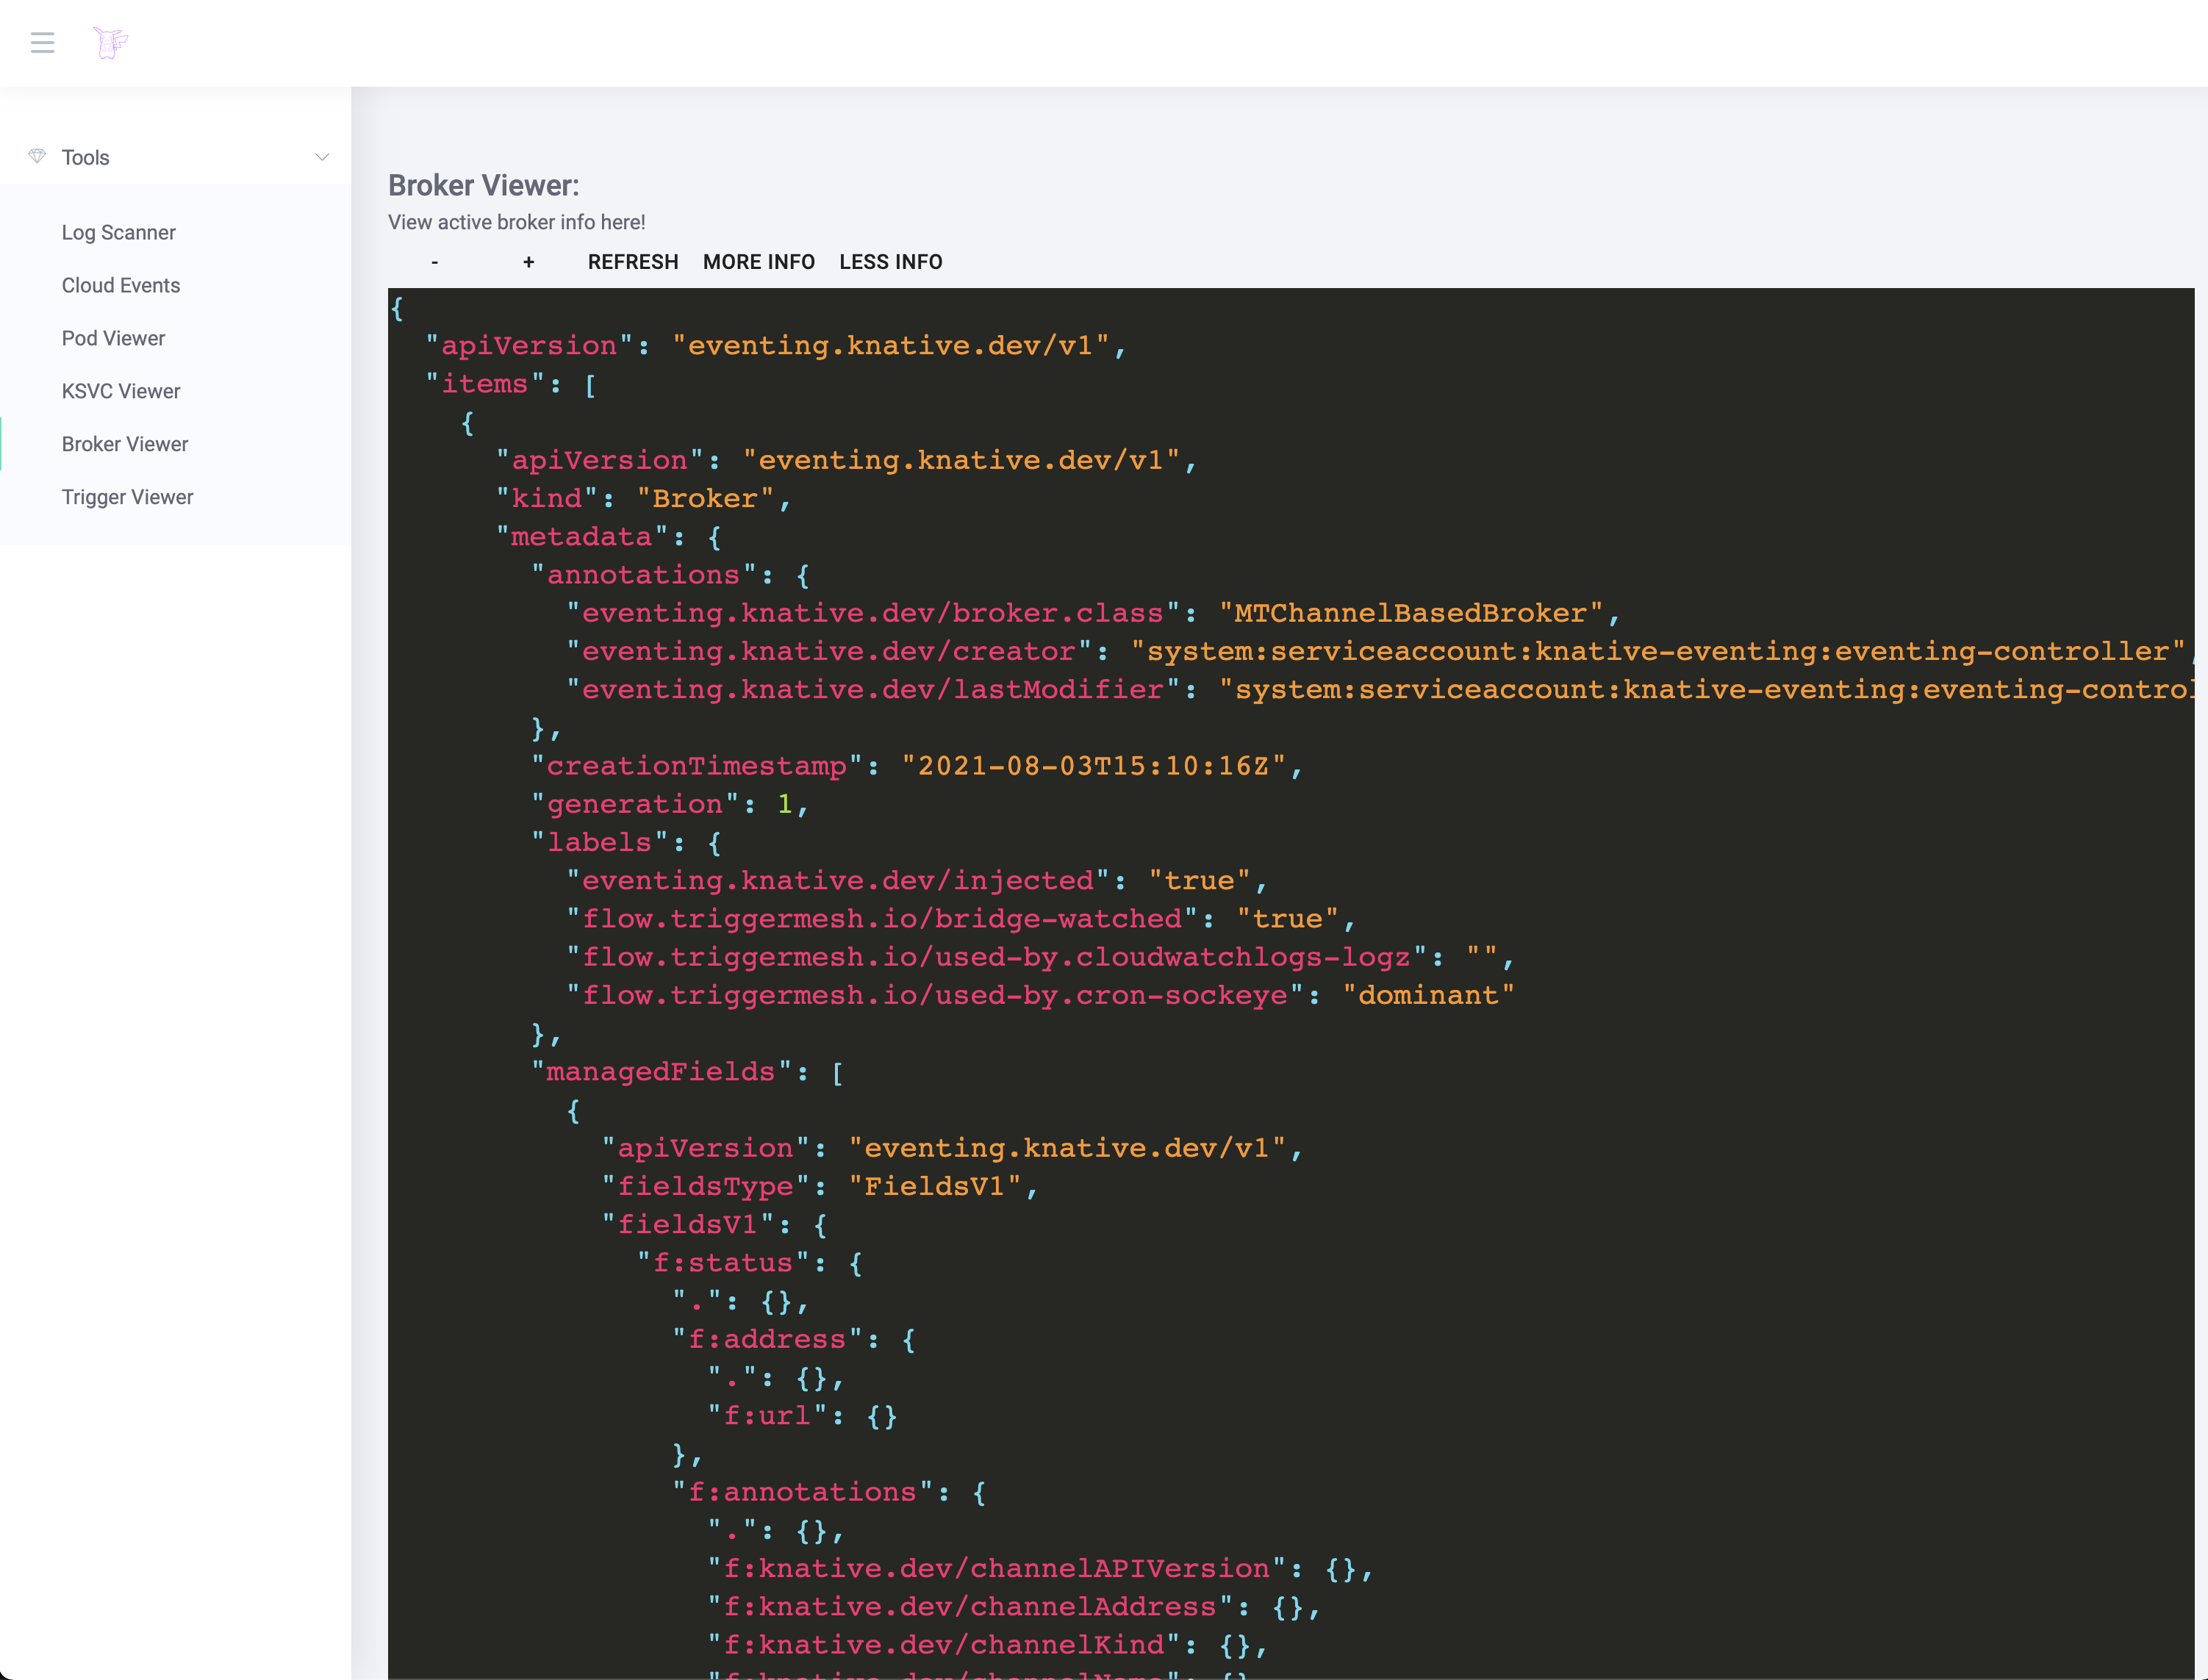 Tools
Log Scanner
Cloud Events
Pod Viewer
KSVC Viewer
Broker Viewer
Trigger Viewer
Broker Viewer:
View active broker info here!
- + REFRESH MORE INFO LESS INFO
{
"apiVersion": "eventing.knative.dev/v1",
"items": [
{
"apiVersion": "eventing.knative.dev/v1",
"kind": "Broker",
"metadata": {
"annotations": {
"eventing.knative.dev/broker.class": "MTChannelBasedBroker",
"eventing.knative.dev/creator": "system:serviceaccount:knative-eventing:eventing-controller",
"eventing.knative.dev/lastModifier": "system:serviceaccount:knative-eventing:eventing-control
},
"creationTimestamp": "2021-08-03T15:10:16Z",
"generation": 1,
"labels": {
"eventing.knative.dev/injected": "true",
"flow.triggermesh.io/bridge-watched": "true",
"flow.triggermesh.io/used-by.cloudwatchlogs-logz": "",
"flow.triggermesh.io/used-by.cron-sockeye": "dominant"
},
"managedFields": [
{
"apiVersion": "eventing.knative.dev/v1",
"fieldsType": "FieldsV1",
"fieldsV1": {
"f:status": {
".": {},
"f:address": {
".": {},
"f:url": {}
},
"f:annotations": {
".": {},
"f:knative.dev/channelAPIVersion": {},
"f:knative.dev/channelAddress": {},
"f:knative.dev/channelKind": {},
"f:knative.dev/channelName": {}